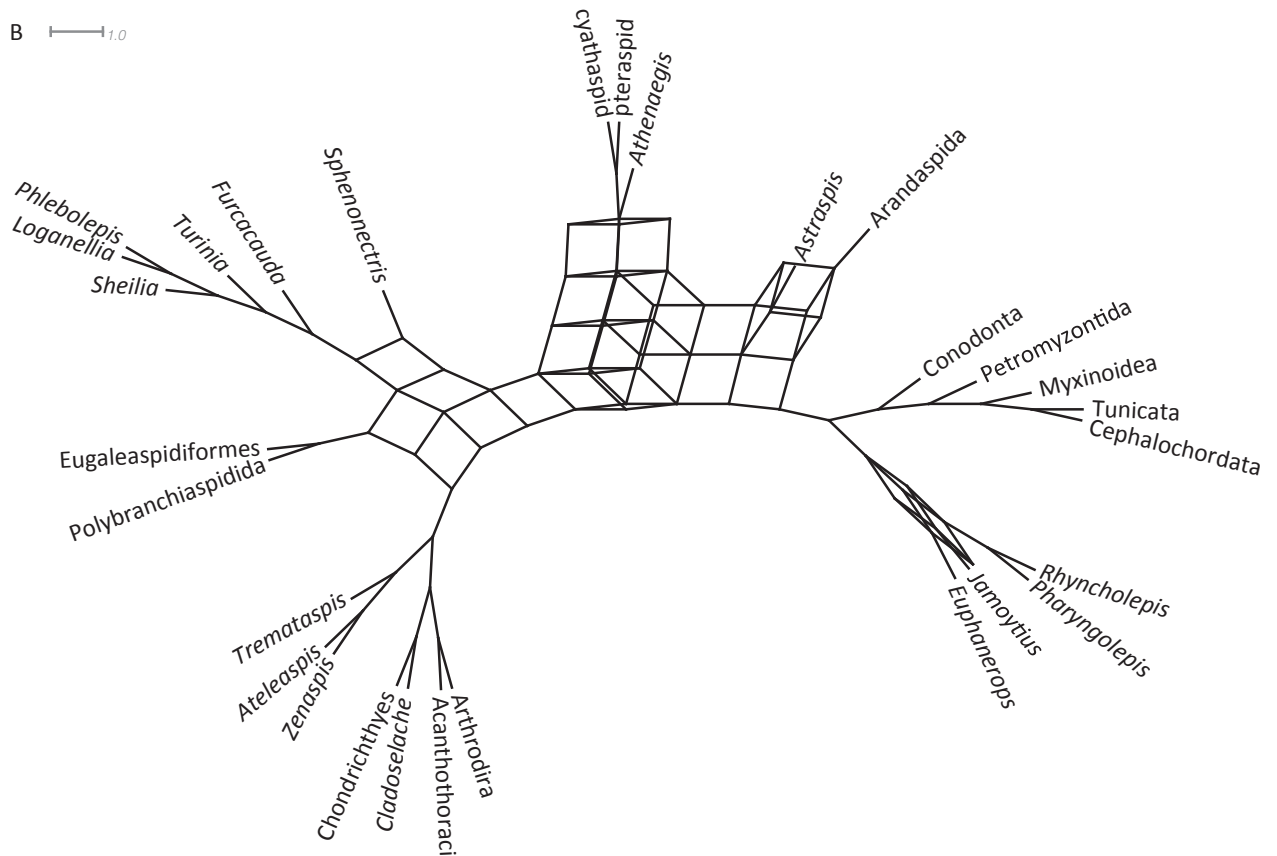 B
1.0
cyathaspid
pteraspid
Athenaegis
Astraspis
Arandaspida
Sphenonectris
Furcacauda
Turinia
Phlebolepis
Loganellia
Sheilia
Conodonta
Petromyzontida
Myxinoidea
Tunicata
Cephalochordata
Eugaleaspidiformes
Polybranchiaspidida
Rhyncholepis
Pharyngolepis
Jamoytius
Euphanerops
Tremataspis
Ateleaspis
Zenaspis
Chondrichthyes
Cladoselache
Acanthothoraci
Arthrodira